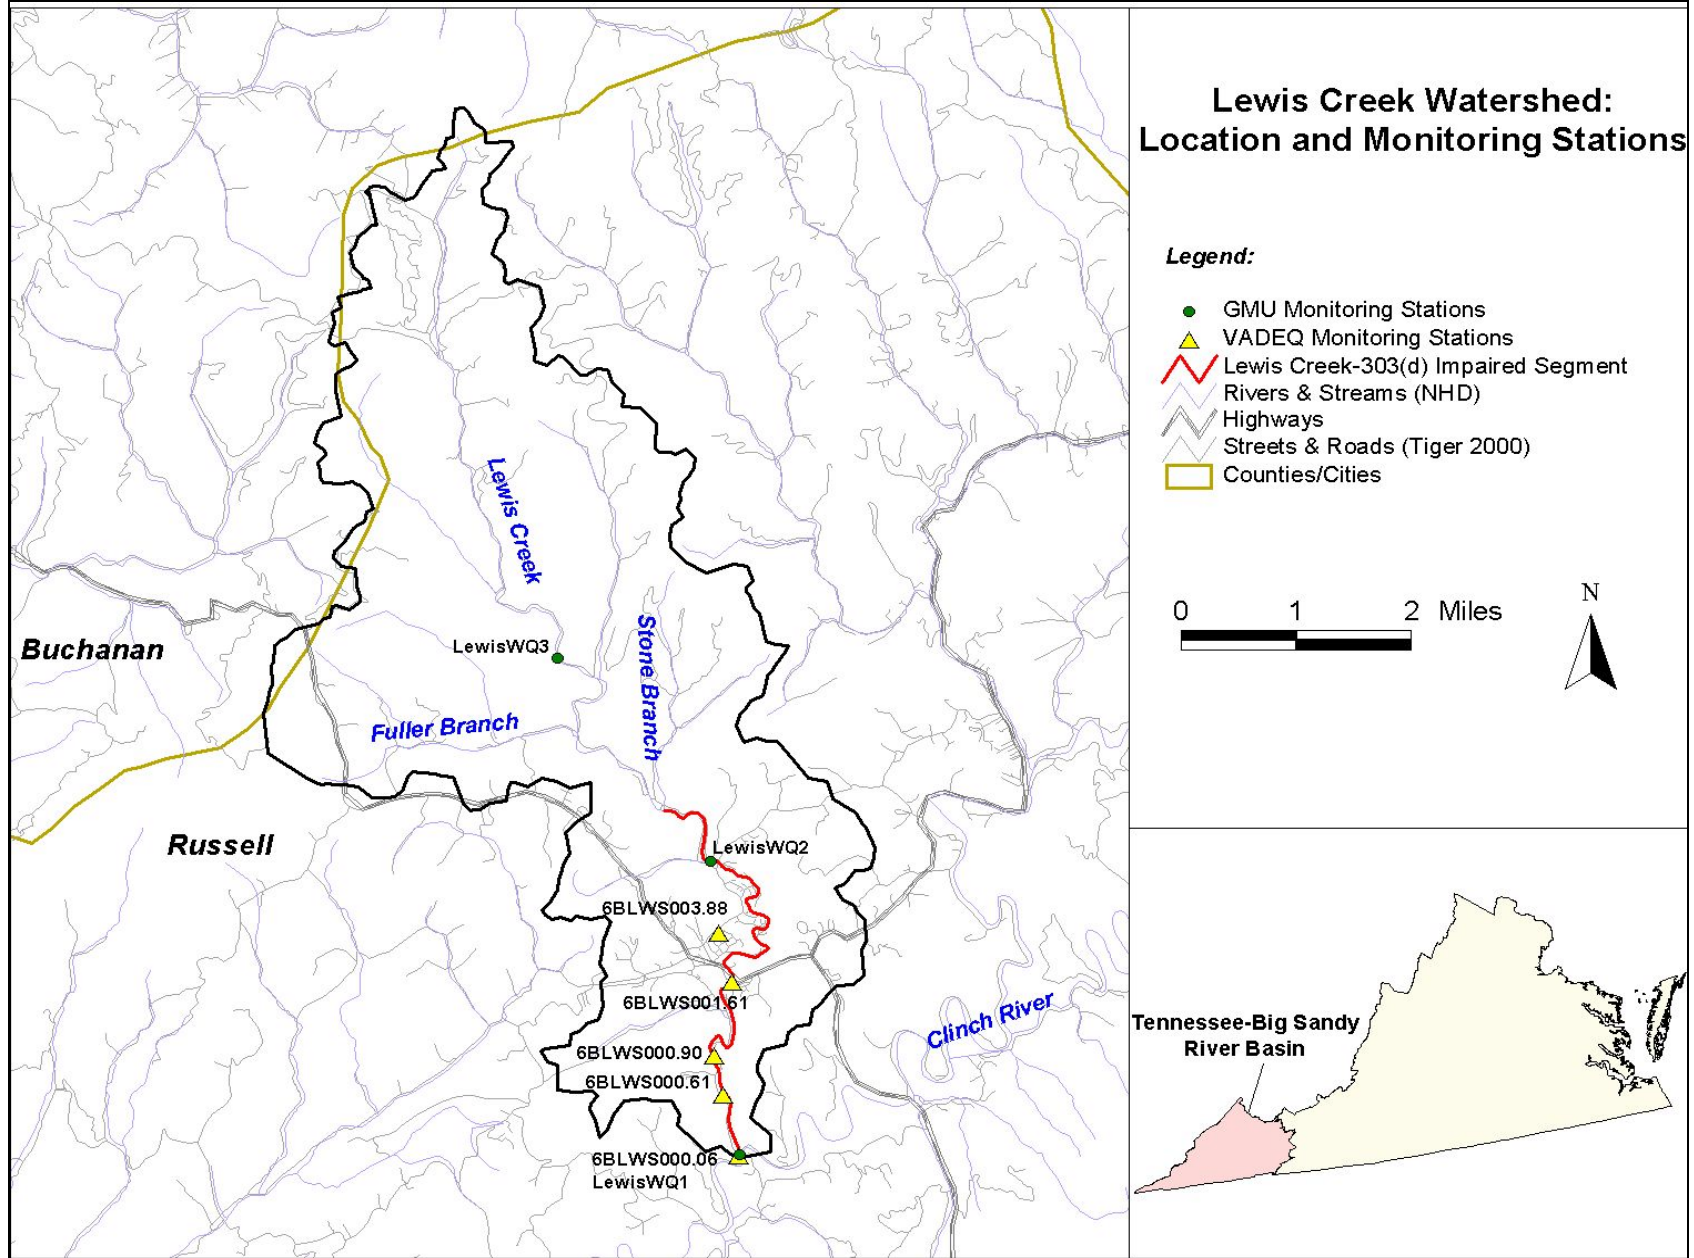 Lewis Creek Watershed:
Location and Monitoring Stations
Legend:
GMU Monitoring Stations
VADEQ Monitoring Stations
Lewis Creek-303(d) Impaired Segment
Rivers & Streams (NHD)
Highways
Streets & Roads (Tiger 2000)
Counties/Cities
0 1 2 Miles
N
Lewis Creek
LewisWQ3
Stone Branch
Buchanan
Fuller Branch
Russell
LewisWQ2
6BLWS003.88
6BLWS001.61
Clinch River
6BLWS000.90
6BLWS000.61
6BLWS000.06
LewisWQ1
Tennessee-Big Sandy
River Basin